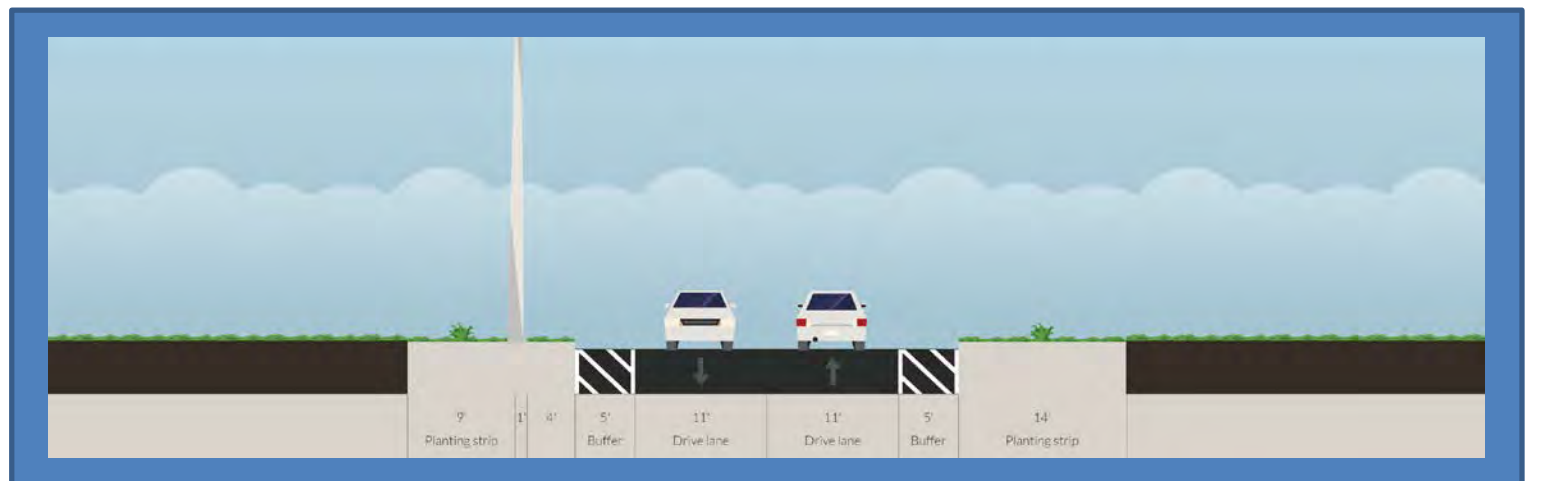 9' 1' 4' 5' 11' 11' 5' 14'
Planting strip Buffer Drive lane Drive lane Buffer Planting strip